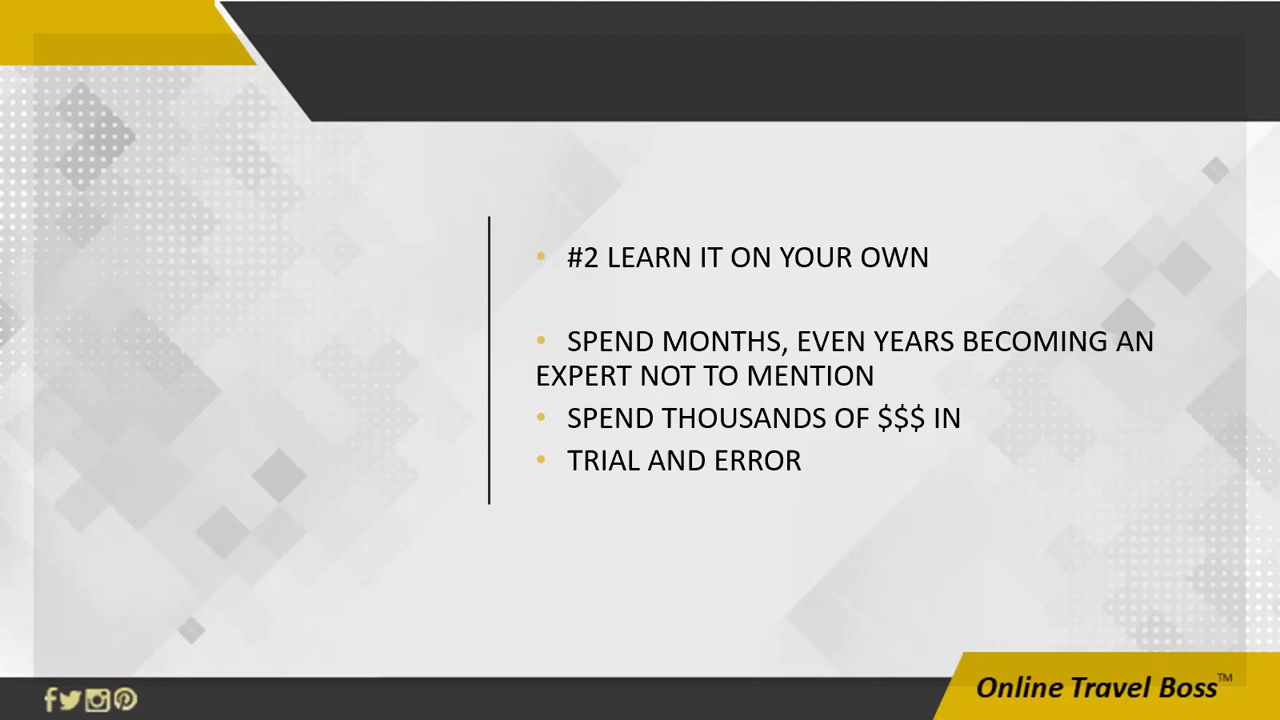 • #2 LEARN IT ON YOUR OWN
• SPEND MONTHS, EVEN YEARS BECOMING AN
EXPERT NOT TO MENTION
• SPEND THOUSANDS OF $$$ IN
• TRIAL AND ERROR
Online Travel Boss™